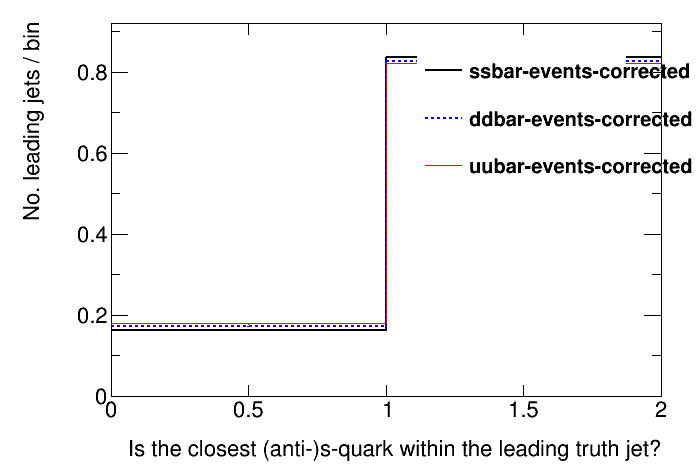 No. leading jets / bin
0.8
0.6
0.4
0.2
0
ssbar-events-corrected
ddbar-events-corrected
uubar-events-corrected
0 0.5 1 1.5 2
Is the closest (anti-)s-quark within the leading truth jet?